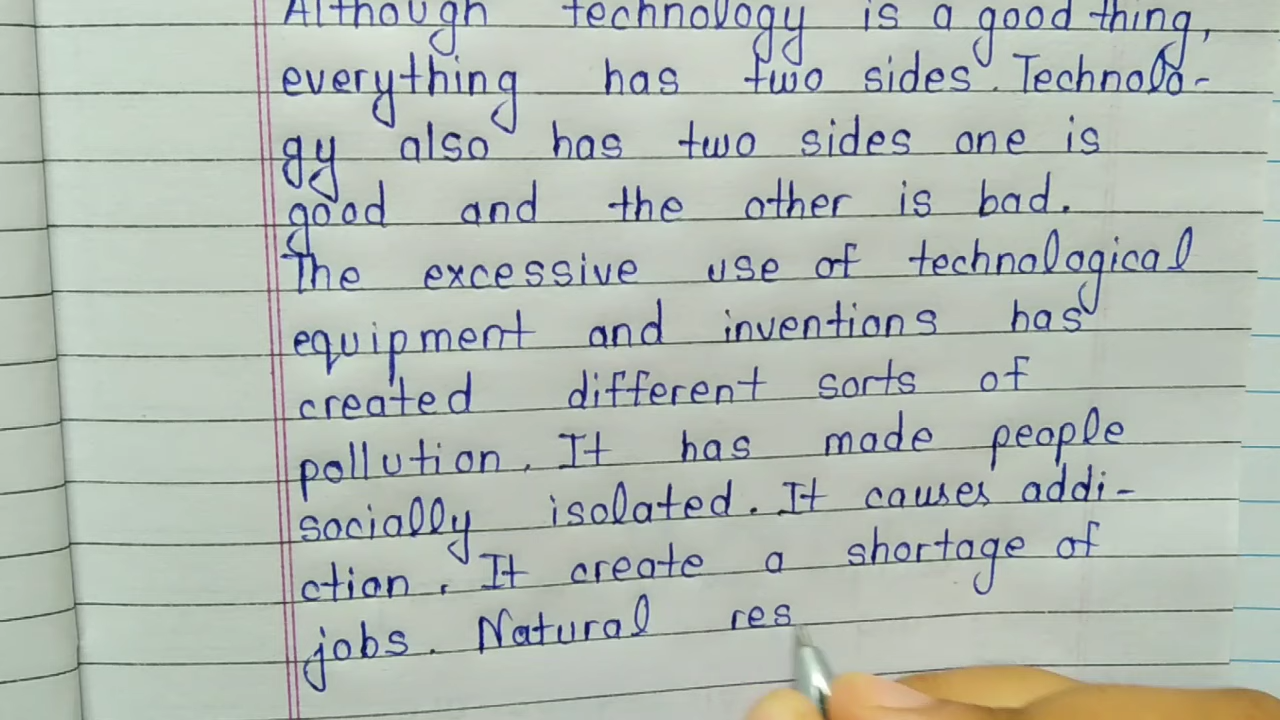 Although technology is a good thing,
everything has two sides. Technolo-
gy also has two sides one is
good and the other is bad.
The excessive use of technological
equipment and inventions has
created different sorts of
pollution. It has made people
socially isolated. It causes addi-
ction. It create a shortage of
jobs. Natural res